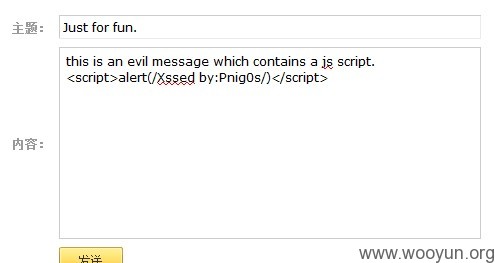 主题： Just for fun.
this is an evil message which contains a js script.
<script>alert(/Xssed by:Pnig0s/)</script>
内容：
www.wooyun.org
发送